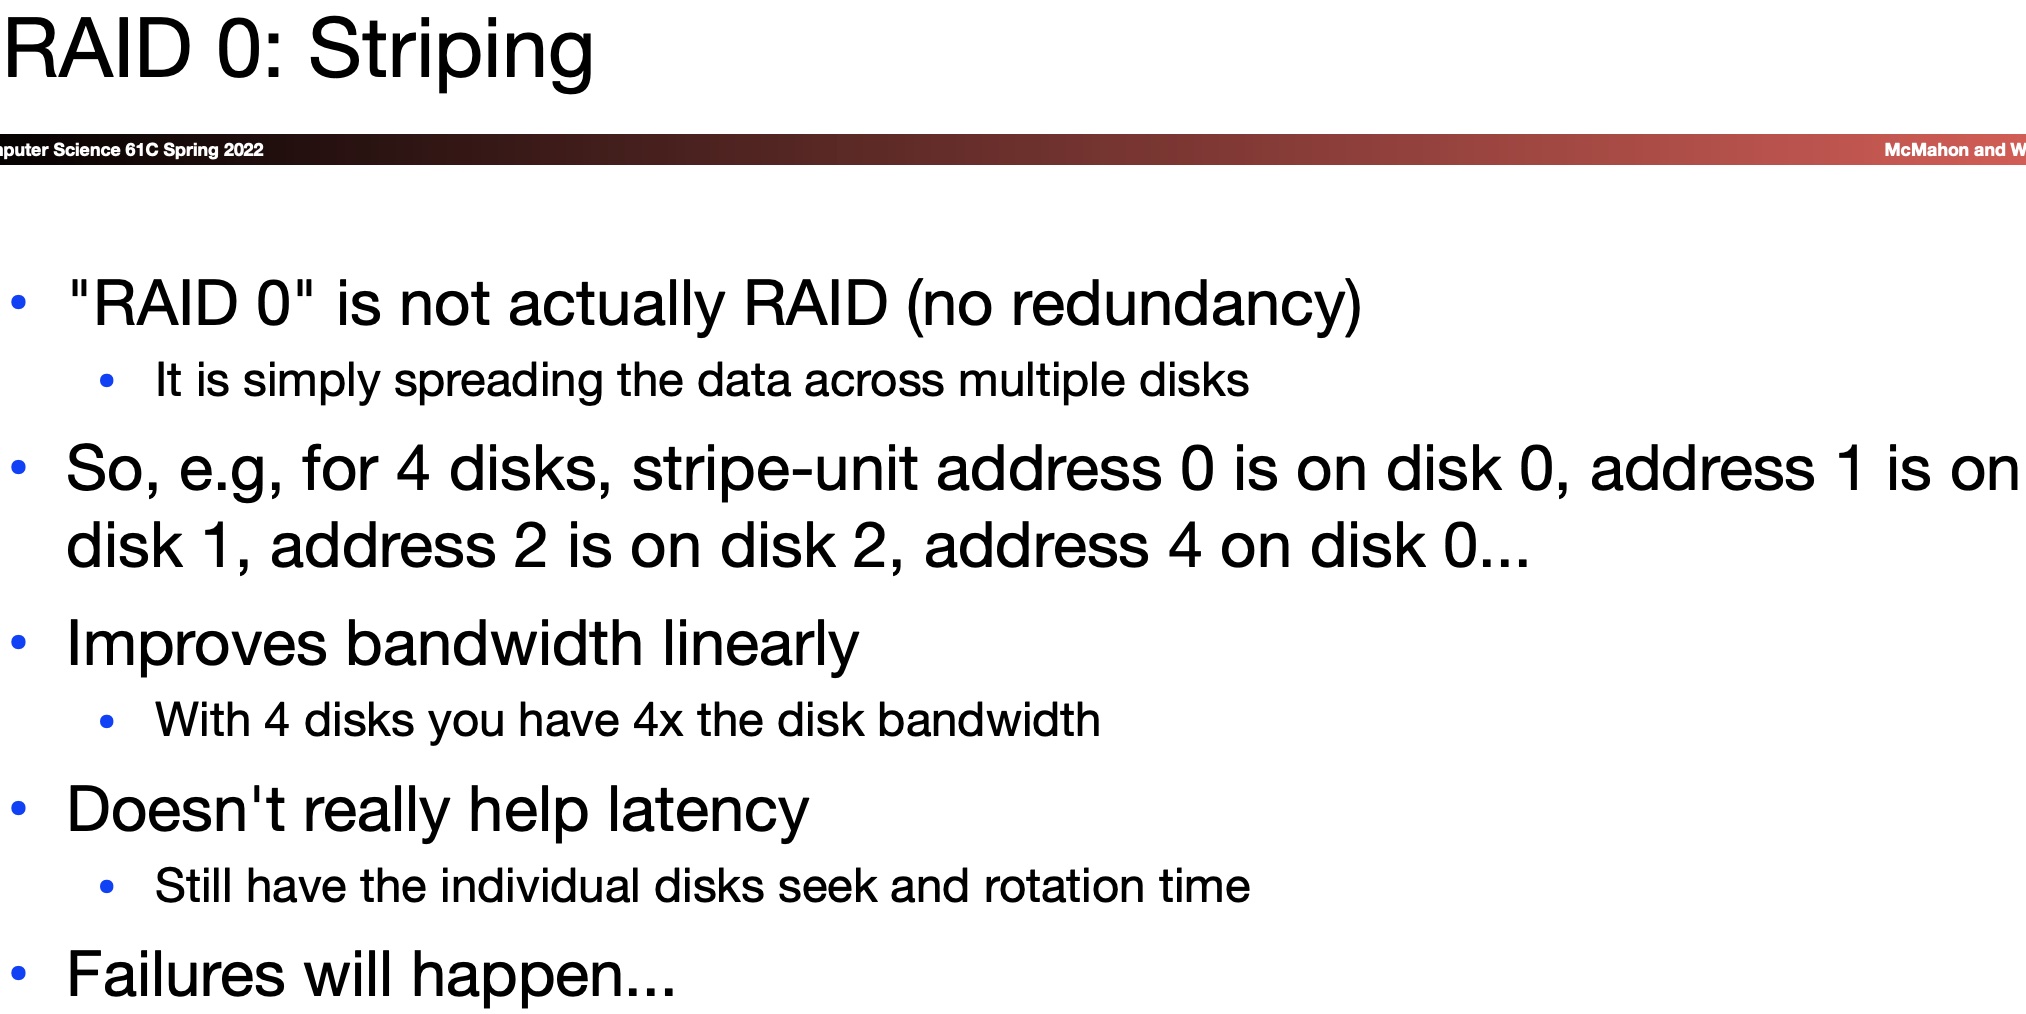 RAID 0: Striping
Science 61C Spring 2022
McMahon and
• "RAID 0" is not actually RAID (no redundancy)
• It is simply spreading the data across multiple disks
• So, e.g, for 4 disks, stripe-unit address 0 is on disk 0, address 1 is on
disk 1, address 2 is on disk 2, address 4 on disk 0...
• Improves bandwidth linearly
• With 4 disks you have 4x the disk bandwidth
• Doesn't really help latency
• Still have the individual disks seek and rotation time
• Failures will happen...